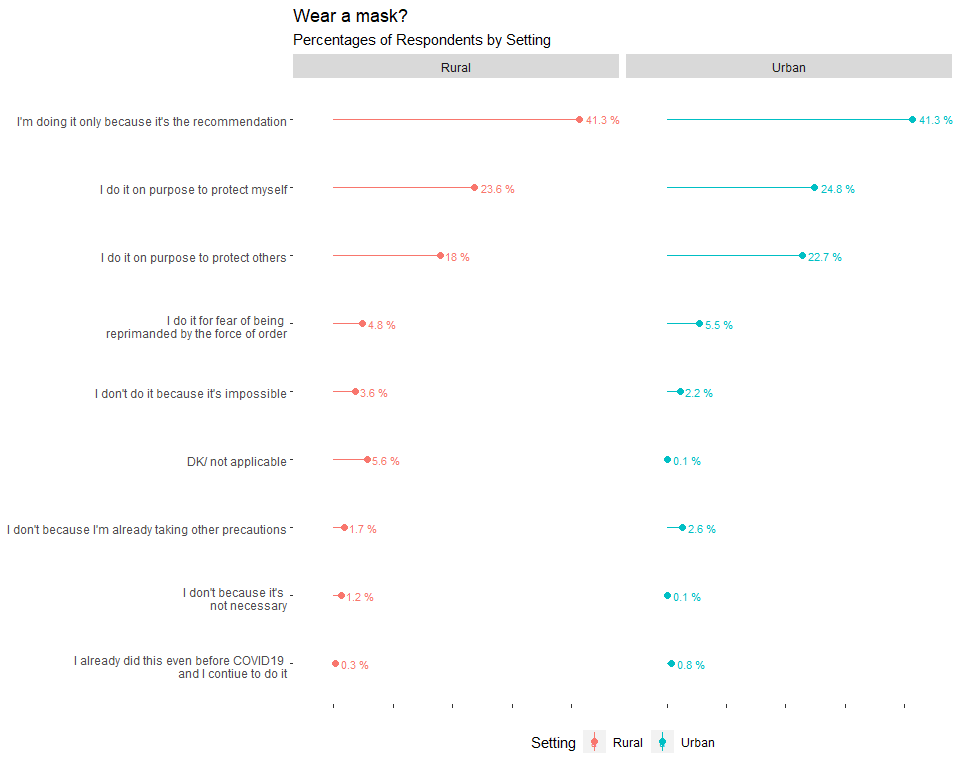 Wear a mask?
Percentages of Respondents by Setting
Rural
Urban
I'm doing it only because it's the recommendation
41.3 %
41.3 %
I do it on purpose to protect myself
23.6 %
24.8 %
I do it on purpose to protect others
18 %
22.7 %
I do it for fear of being
reprimanded by the force of order
4.8 %
5.5 %
I don't do it because it's impossible
3.6 %
2.2 %
DK/ not applicable
5.6 %
0.1 %
I don't because I'm already taking other precautions
1.7 %
2.6 %
I don't because it's
not necessary
1.2 %
0.1 %
I already did this even before COVID19
and I contiue to do it
0.3 %
0.8 %
Setting
Rural
Urban